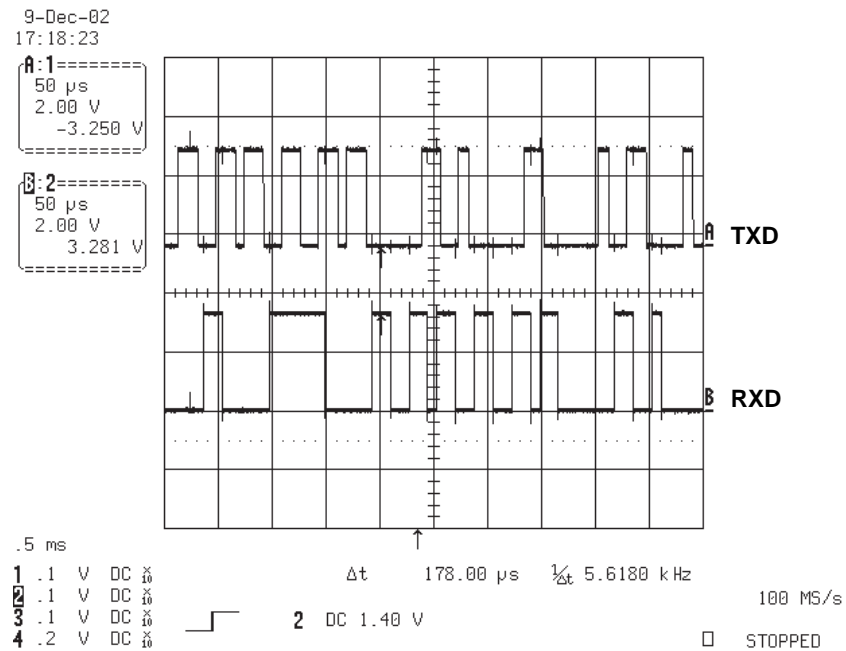 9-Dec-02
17:18:23
A:1
50 µs
2.00 V
-3.250 V
B:2
50 µs
2.00 V
3.281 V
A TXD
B RXD
.5 ms
1 .1 V DC X10
2 .1 V DC X10
3 .1 V DC X10
4 .2 V DC X10
Δt 178.00 µs 1/Δt 5.6180 kHz
2 DC 1.40 V
100 MS/s
STOPPED